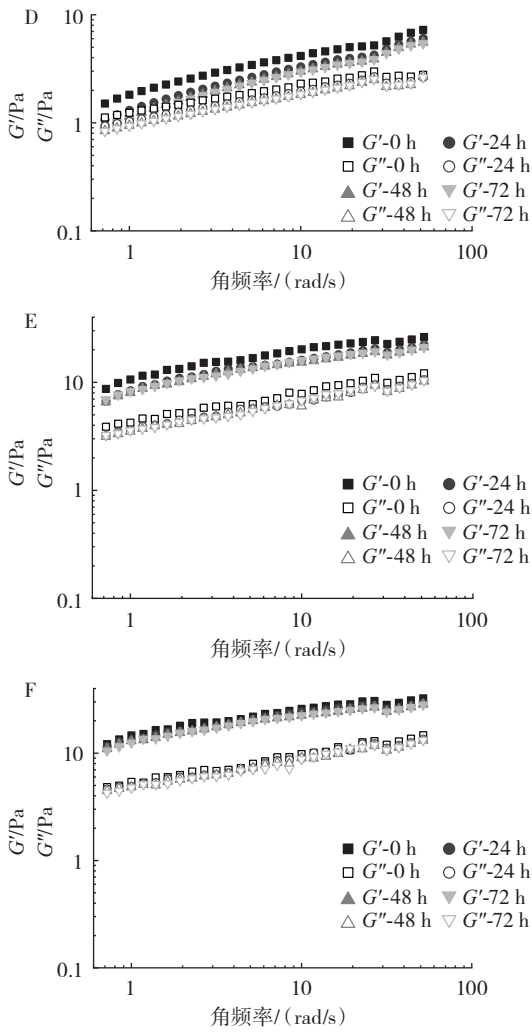 D
10
1
0.1
G′/Pa
G″/Pa
G′-0 h G′-24 h
G″-0 h G″-24 h
G′-48 h G′-72 h
G″-48 h G″-72 h
1 10 100
角频率/(rad/s)
E
10
1
0.1
G′/Pa
G″/Pa
G′-0 h G′-24 h
G″-0 h G″-24 h
G′-48 h G′-72 h
G″-48 h G″-72 h
1 10 100
角频率/(rad/s)
F
10
1
0.1
G′/Pa
G″/Pa
G′-0 h G′-24 h
G″-0 h G″-24 h
G′-48 h G′-72 h
G″-48 h G″-72 h
1 10 100
角频率/(rad/s)